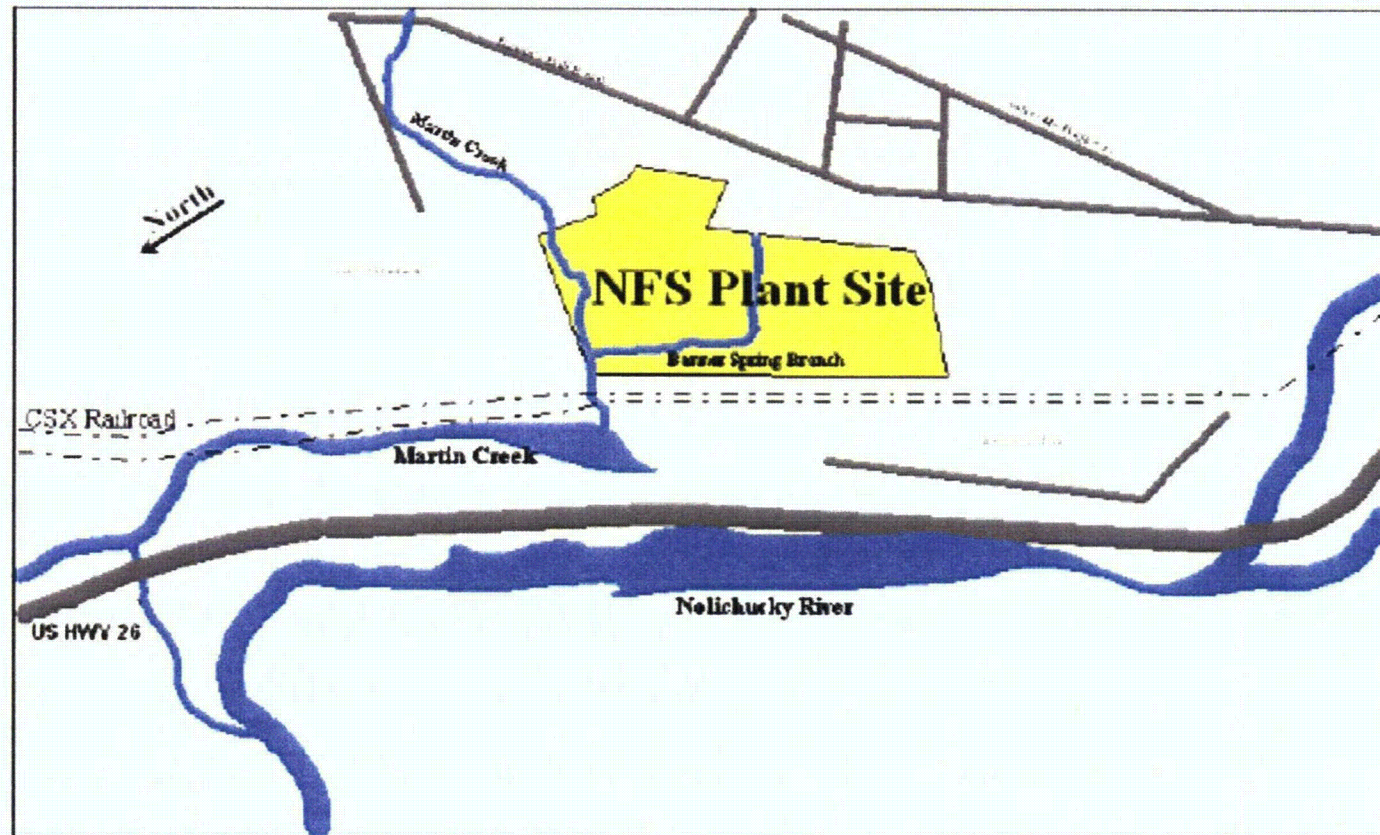 Martin Creek
North
NFS Plant Site
Banner Spring Branch
CSX Railroad
Martin Creek
Nolichucky River
US HWY 26